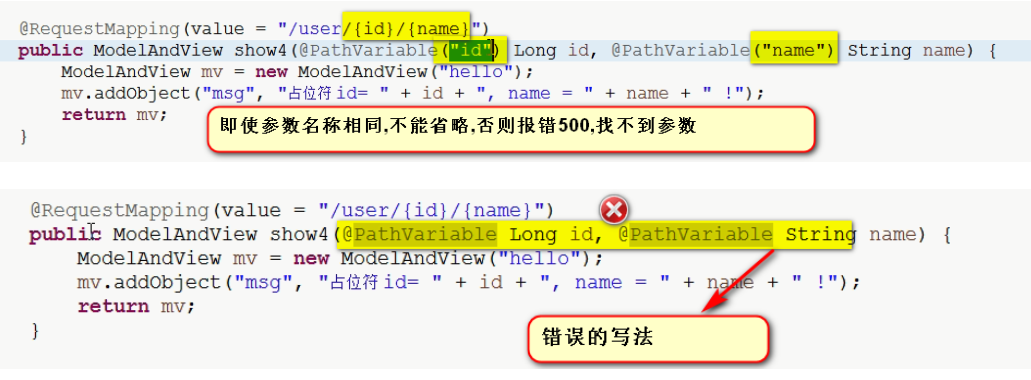 @RequestMapping(value = "/user/{id}/{name}")
public ModelAndView show4(@PathVariable("id") Long id, @PathVariable("name") String name) {
ModelAndView mv = new ModelAndView("hello");
mv.addObject("msg", "占位符id= " + id + ", name = " + name + " !");
return mv;
}
即使参数名称相同,不能省略,否则报错500,找不到参数
@RequestMapping(value = "/user/{id}/{name}")
public ModelAndView show4(@PathVariable Long id, @PathVariable String name) {
ModelAndView mv = new ModelAndView("hello");
mv.addObject("msg", "占位符id= " + id + ", name = " + name + " !");
return mv;
}
错误的写法